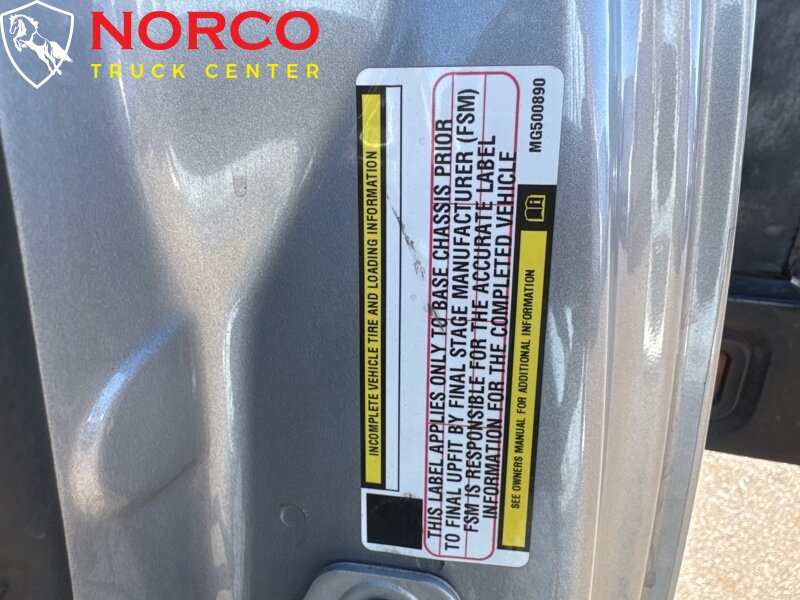 NORCO
TRUCK CENTER
INCOMPLETE VEHICLE TIRE AND LOADING INFORMATION
THIS LABEL APPLIES ONLY TO BASE CHASSIS PRIOR
TO FINAL UPFIT BY FINAL STAGE MANUFACTURER (FSM)
FSM IS RESPONSIBLE FOR THE ACCURATE LABEL
INFORMATION FOR THE COMPLETED VEHICLE
SEE OWNERS MANUAL FOR ADDITIONAL INFORMATION
MG500890